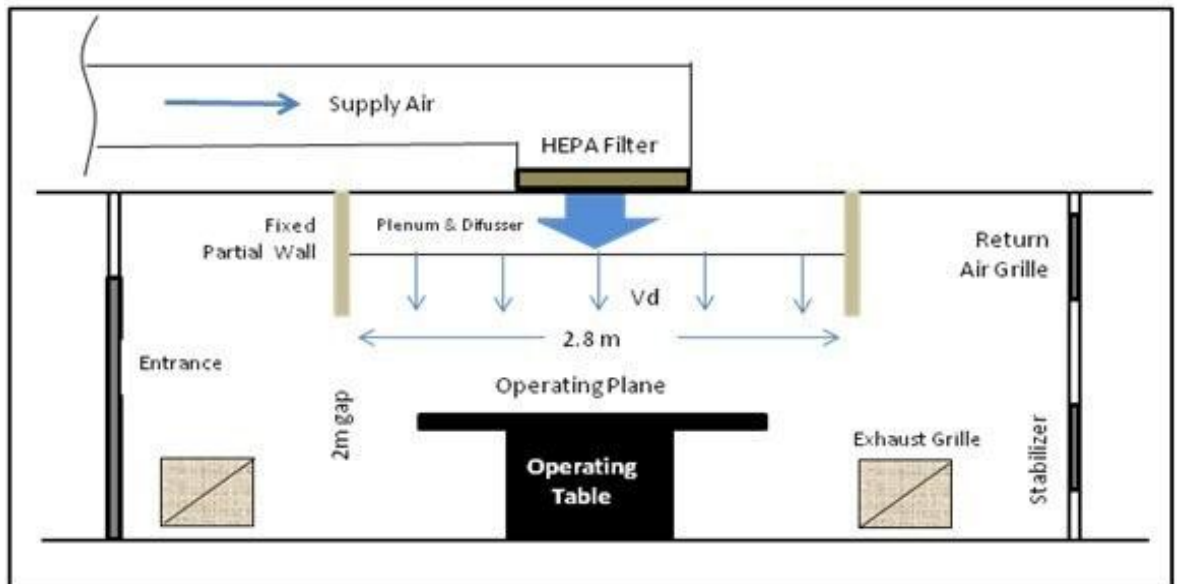 Supply Air
HEPA Filter
Fixed
Partial Wall
Plenum & Difusser
Return
Air Grille
Vd
2.8 m
Entrance
Operating Plane
2m gap
Exhaust Grille
Stabilizer
Operating
Table